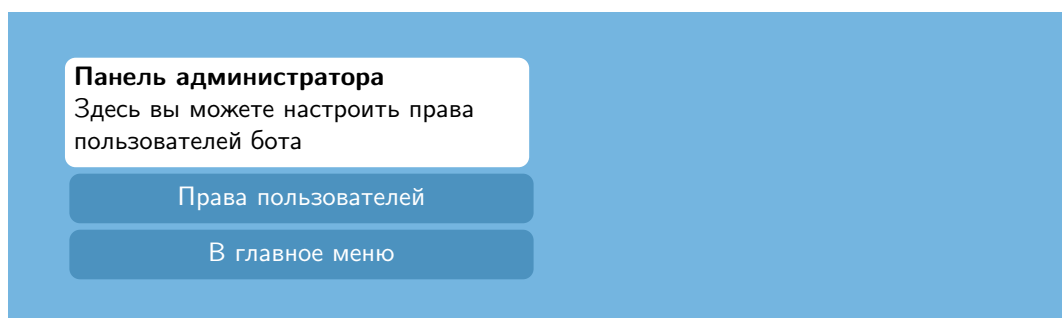 Панель администратора
Здесь вы можете настроить права
пользователей бота
Права пользователей
В главное меню